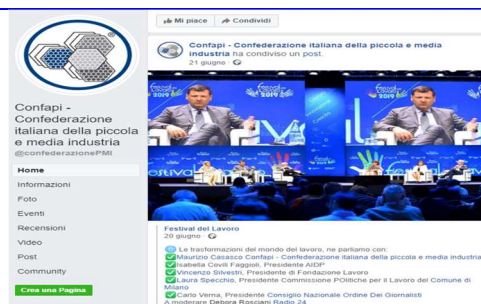 Mi piace
Condividi
Confapi - Confederazione italiana della piccola e media
industria ha condiviso un post.
21 giugno
Confapi -
Confederazione
italiana della piccola
e media industria
@confederazionePMI
Home
Informazioni
Foto
Eventi
Recensioni
Video
Post
Community
Crea una Pagina
2019
2019
Festival del Lavoro
20 giugno
Le trasformazioni del mondo del lavoro, ne parliamo con:
Maurizio Casasco Confapi - Confederazione italiana della piccola e media industria
Isabella Covili Faggioli, Presidente AIDP
Vincenzo Silvestri, Presidente di Fondazione Lavoro
Laura Specchio, Presidente Commissione POlitiche per il Lavoro del Comune di
Milano
Carlo Verna, Presidente Consiglio Nazionale Ordine Dei Giornalisti
A moderare Debora Rosciani Radio 24